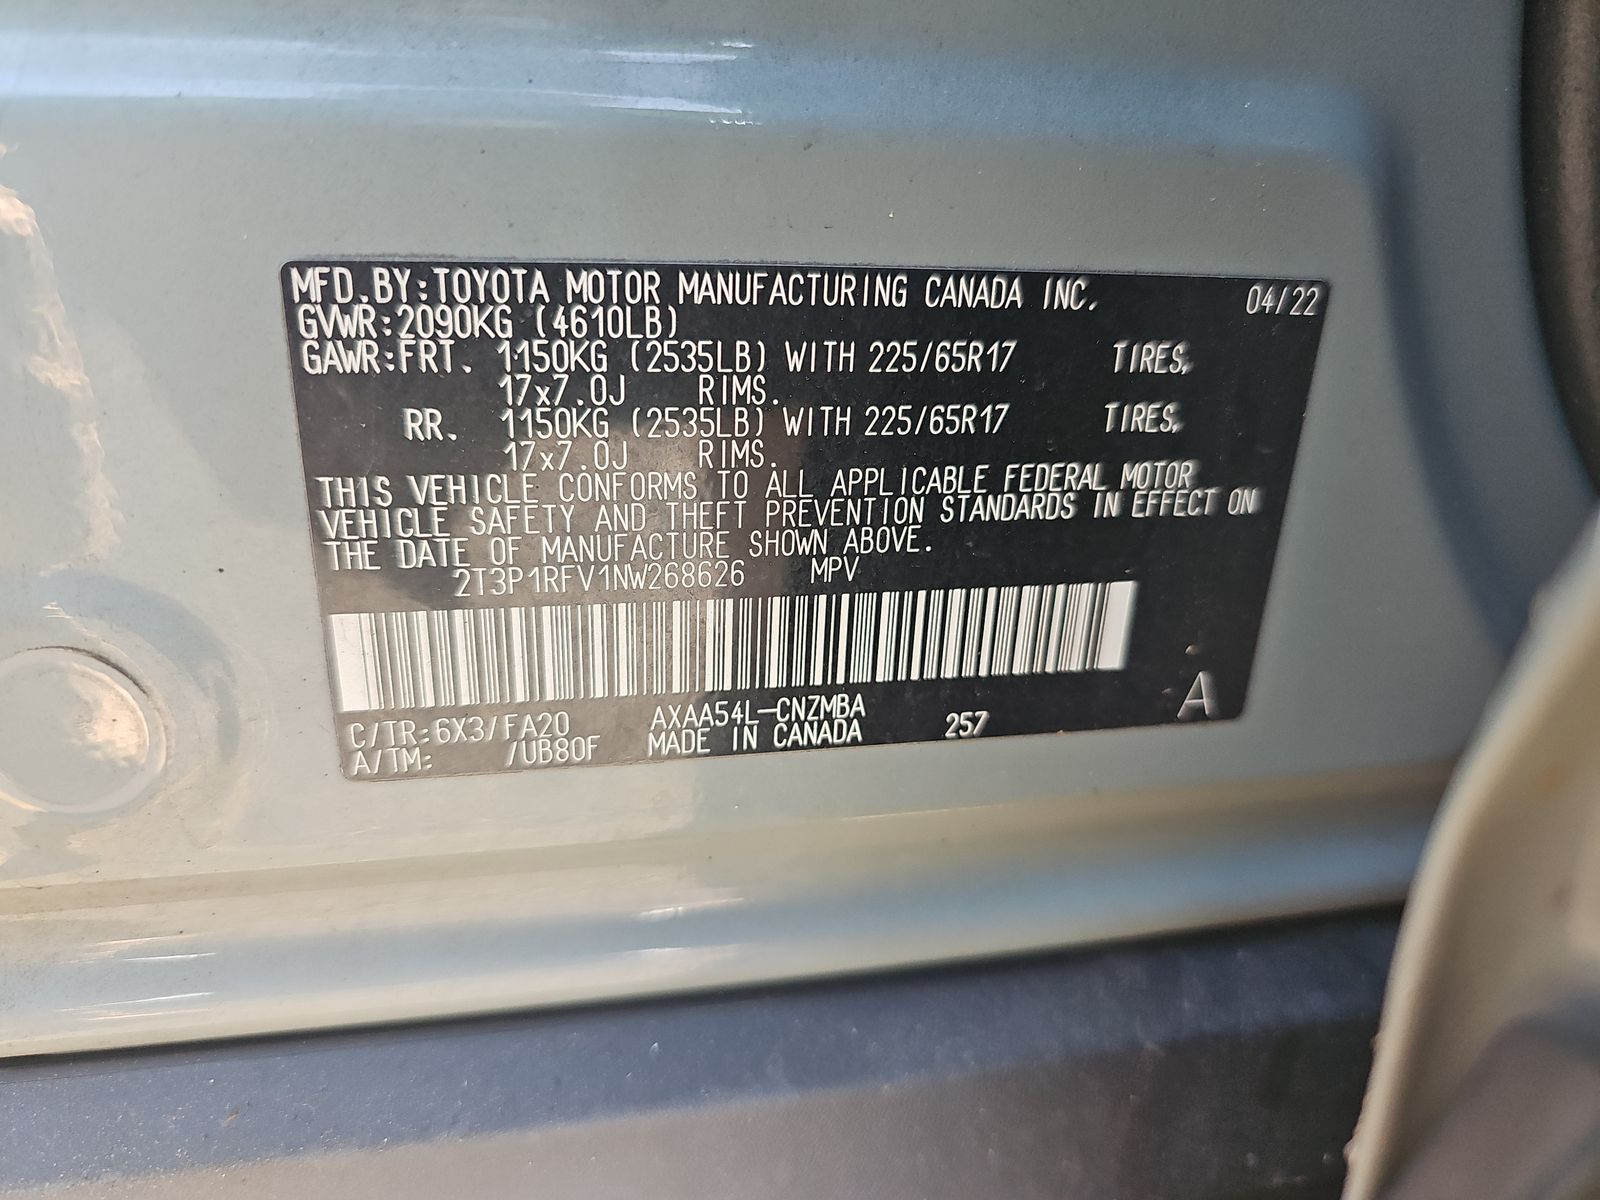 MFD.BY:TOYOTA MOTOR MANUFACTURING CANADA INC. 04/22
GVWR:2090KG (4610LB)
GAWR:FRT. 1150KG (2535LB) WITH 225/65R17 TIRES,
17x7.0J RIMS.
RR. 1150KG (2535LB) WITH 225/65R17 TIRES,
17x7.0J RIMS.
THIS VEHICLE CONFORMS TO ALL APPLICABLE FEDERAL MOTOR
VEHICLE SAFETY AND THEFT PREVENTION STANDARDS IN EFFECT ON
THE DATE OF MANUFACTURE SHOWN ABOVE.
2T3P1RFV1NW268626 MPV
C/TR:6X3/FA20 AXAA54L-CNZMBA 257 A
A/TM: /UB80F MADE IN CANADA